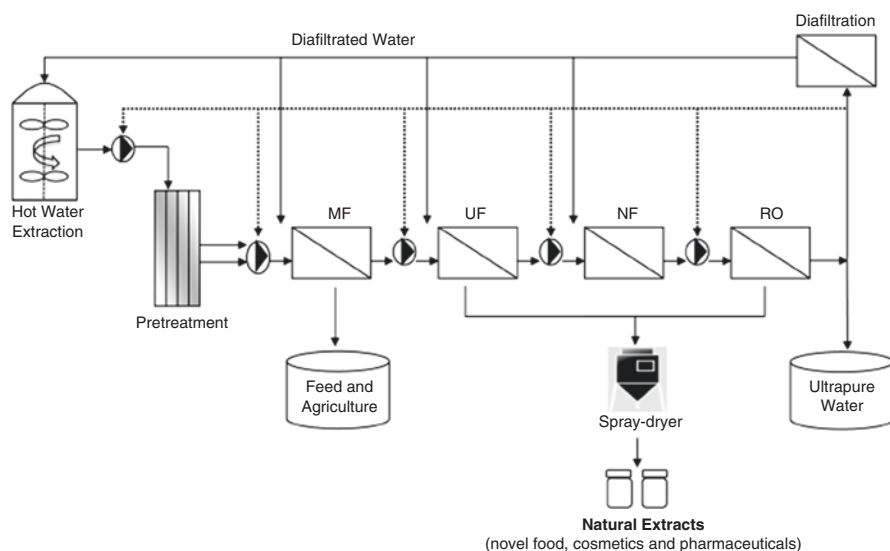 Diafiltration
Diafiltrated Water
Hot Water
Extraction
MF
UF
NF
RO
Pretreatment
Feed and
Agriculture
Spray-dryer
Ultrapure
Water
Natural Extracts
(novel food, cosmetics and pharmaceuticals)